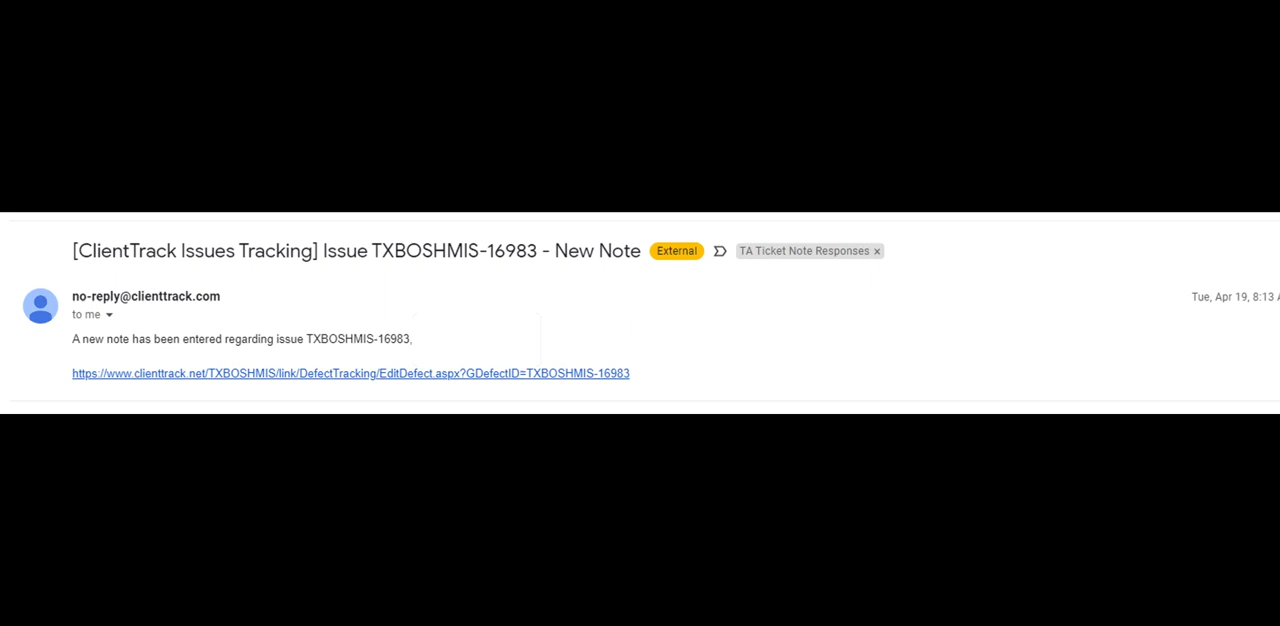 [ClientTrack Issues Tracking] Issue TXBOSHMIS-16983 - New Note External TA Ticket Note Responses ×
no-reply@clienttrack.com Tue, Apr 19, 8:13
to me
A new note has been entered regarding issue TXBOSHMIS-16983,
https://www.clienttrack.net/TXBOSHMIS/link/DefectTracking/EditDefect.aspx?GDefectID=TXBOSHMIS-16983